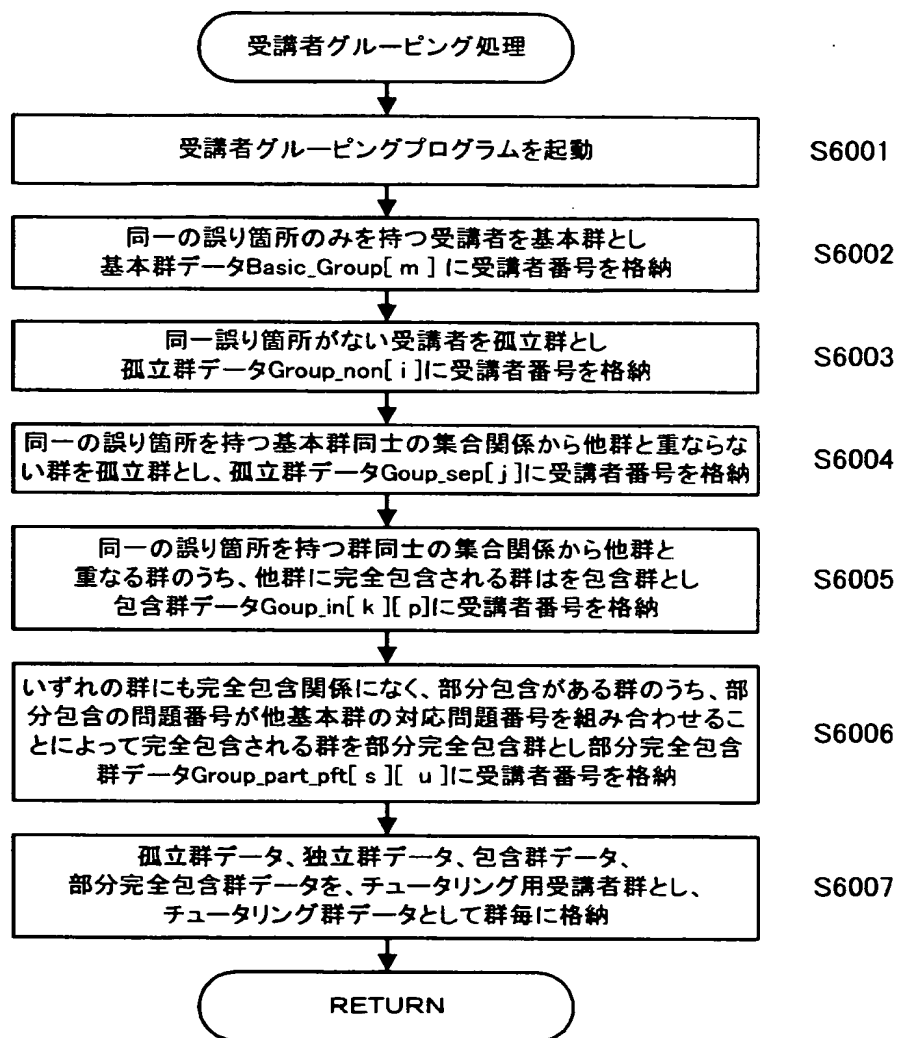 受講者グルーピング処理
受講者グルーピングプログラムを起動
S6001
同一の誤り箇所のみを持つ受講者を基本群とし
基本群データBasic_Group[ m ] に受講者番号を格納
S6002
同一誤り箇所がない受講者を孤立群とし
孤立群データGroup_non[ i ]に受講者番号を格納
S6003
同一の誤り箇所を持つ基本群同士の集合関係から他群と重ならな
い群を孤立群とし、孤立群データGoup_sep[ j ]に受講者番号を格納
S6004
同一の誤り箇所を持つ群同士の集合関係から他群と
重なる群のうち、他群に完全包含される群はを包含群とし
包含群データGoup_in[ k ][ p]に受講者番号を格納
S6005
いずれの群にも完全包含関係になく、部分包含がある群のうち、部
分包含の問題番号が他基本群の対応問題番号を組み合わせるこ
とによって完全包含される群を部分完全包含群とし部分完全包含
群データGroup_part_pft[ s ][ u ]に受講者番号を格納
S6006
孤立群データ、独立群データ、包含群データ、
部分完全包含群データを、チュータリング用受講者群とし、
チュータリング群データとして群毎に格納
S6007
RETURN